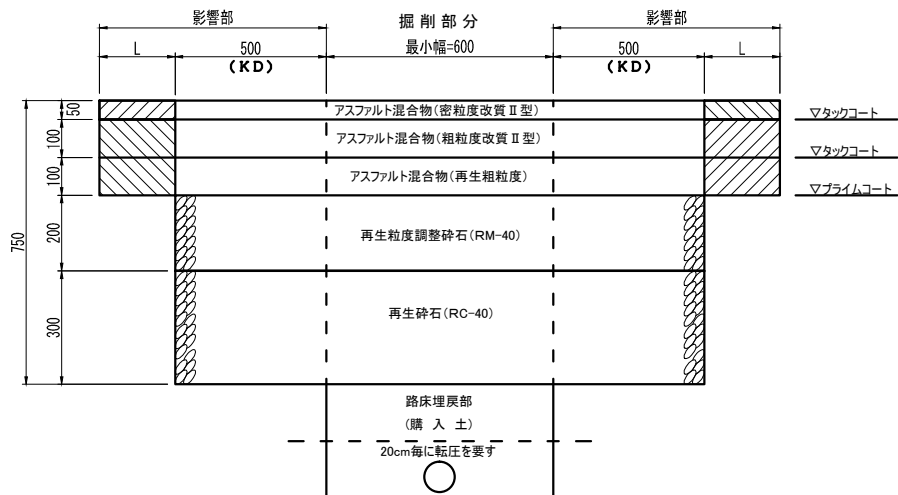 影響部
掘削部分
影響部
L
500
最小幅=600
500
L
(KD)
(KD)
50
アスファルト混合物(密粒度改質Ⅱ型)
▽タックコート
100
アスファルト混合物(粗粒度改質Ⅱ型)
▽タックコート
100
アスファルト混合物(再生粗粒度)
▽プライムコート
750
200
再生粒度調整砕石(RM-40)
300
再生砕石(RC-40)
路床埋戻部
(購入土)
20cm毎に転圧を要す